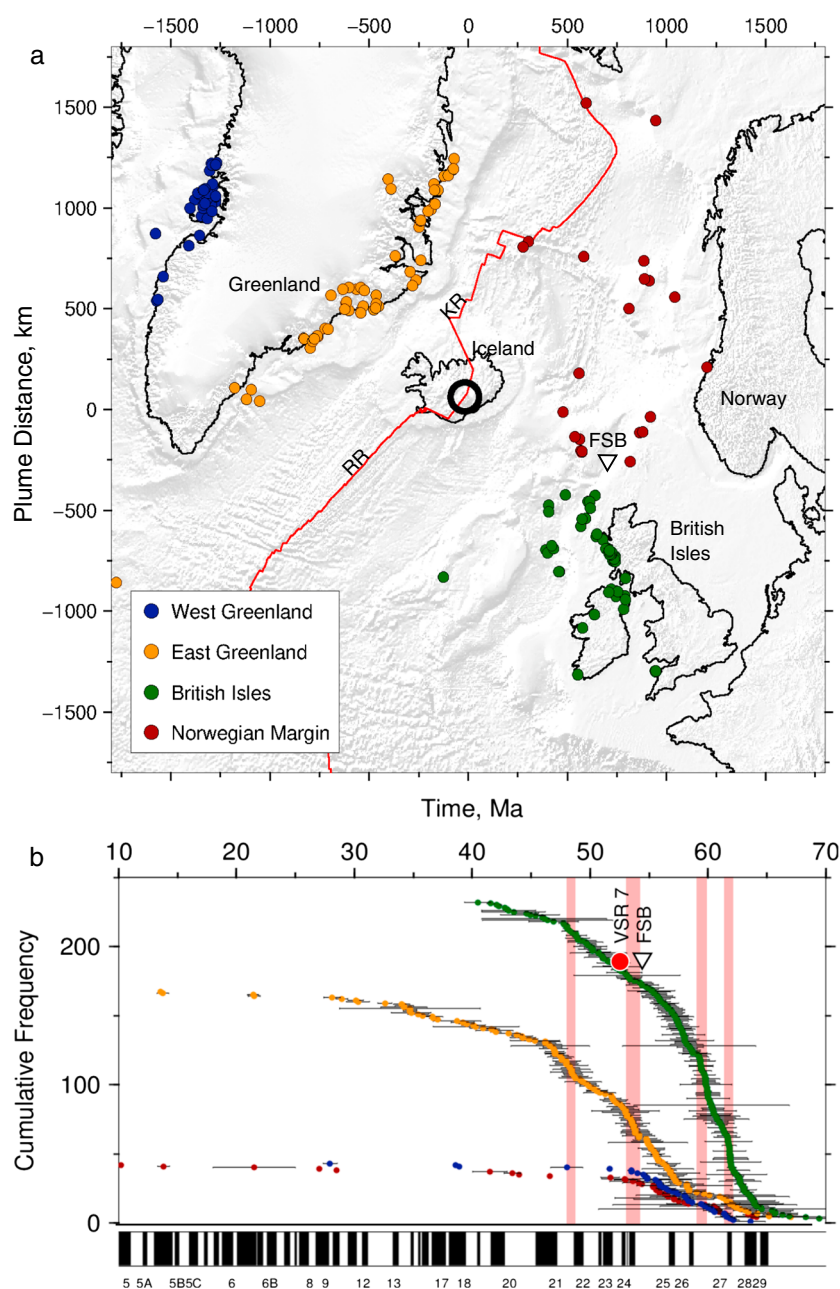 a
−1500 −1000 −500 0 500 1000 1500
Plume Distance, km
1500
1000
500
0
−500
−1000
−1500
Greenland
KR
Iceland
Norway
RR
FSB
British
Isles
West Greenland
East Greenland
British Isles
Norwegian Margin
b
Time, Ma
10 20 30 40 50 60 70
Cumulative Frequency
200
100
0
VSR 7
FSB
5 5A 5B 5C 6 6B 8 9 12 13 17 18 20 21 22 23 24 25 26 27 28 29